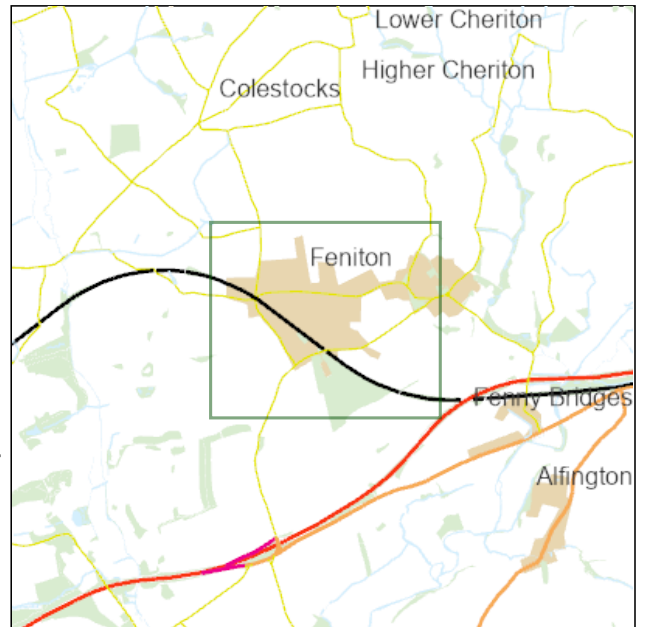 Lower Cheriton
Higher Cheriton
Colestocks
Feniton
Fenny Bridges
Alfington